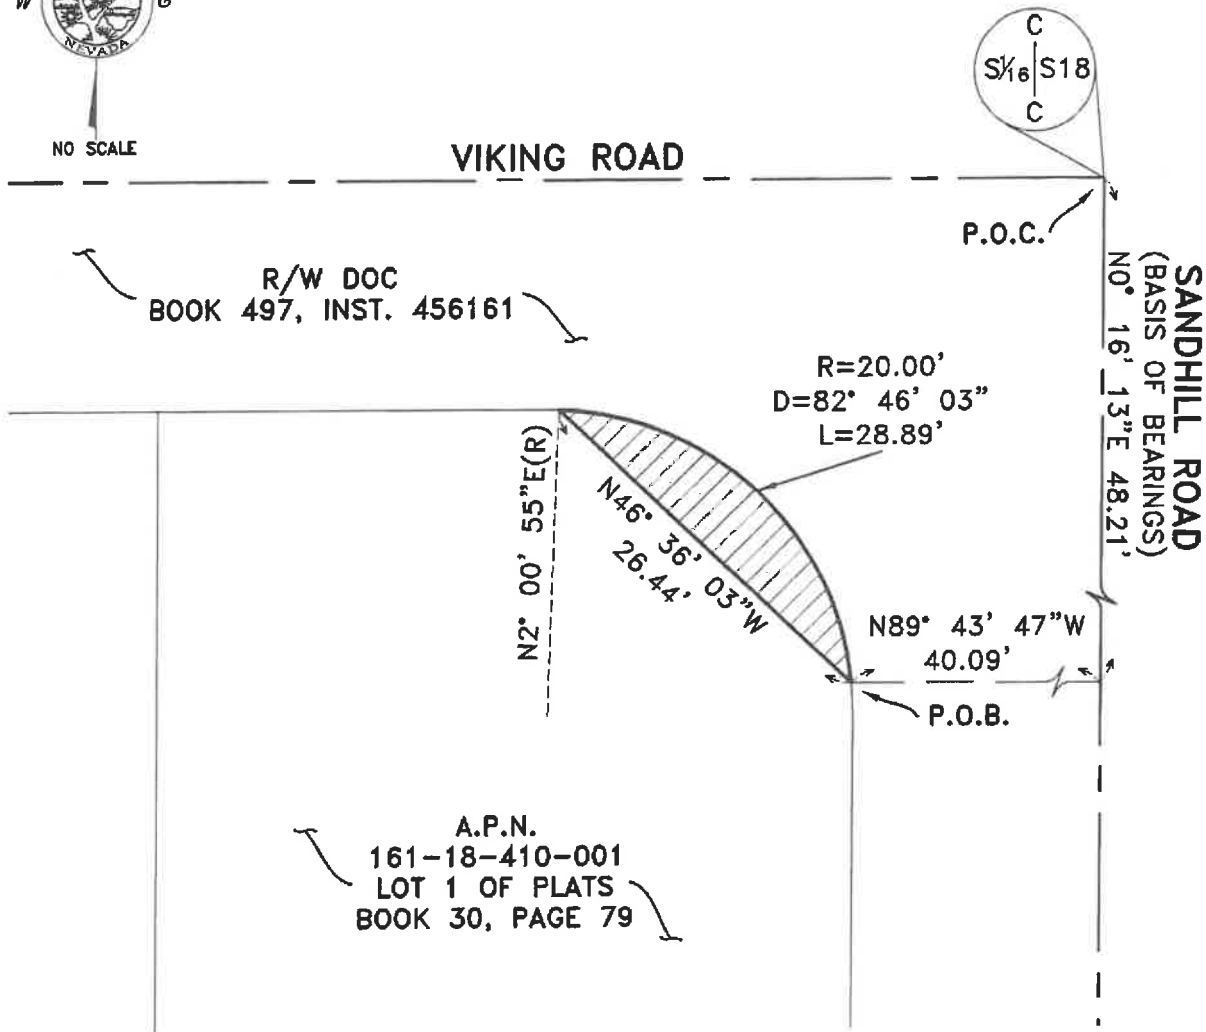 W
NEVADA
NO SCALE
C
S1/16 S18
C
VIKING ROAD
P.O.C.
SANDHILL ROAD
(BASIS OF BEARINGS)
N0° 16' 13"E 48.21'
R/W DOC
BOOK 497, INST. 456161
R=20.00'
D=82° 46' 03"
L=28.89'
N2° 00' 55"E(R)
N46° 36' 03"W
26.44'
N89° 43' 47"W
40.09'
P.O.B.
A.P.N.
161-18-410-001
LOT 1 OF PLATS
BOOK 30, PAGE 79